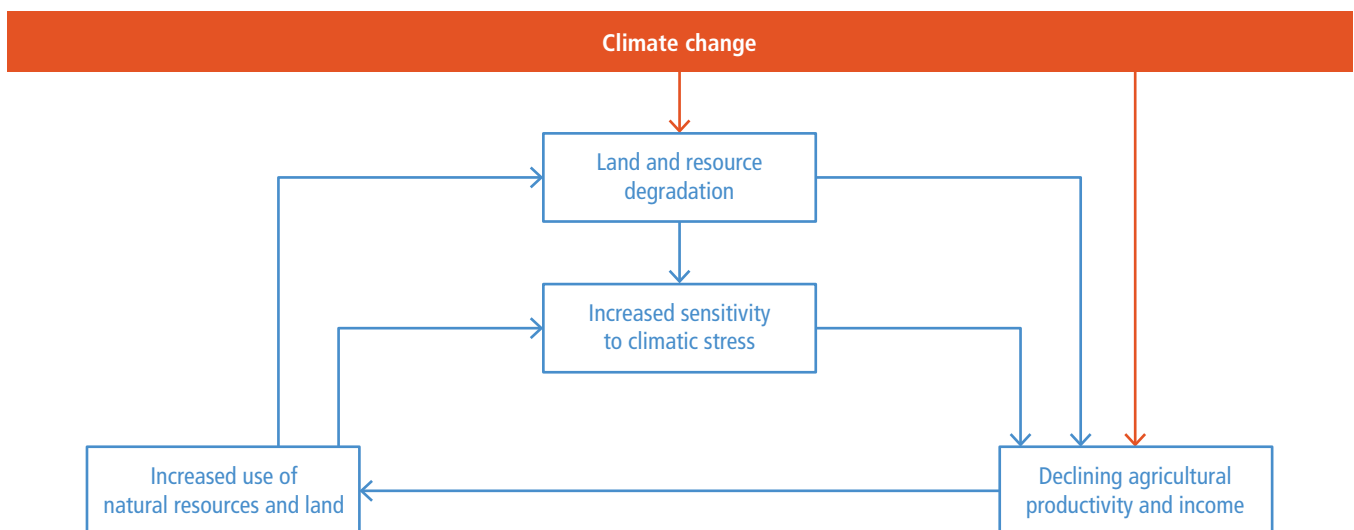 Climate change
Land and resource
degradation
Increased sensitivity
to climatic stress
Increased use of
natural resources and land
Declining agricultural
productivity and income